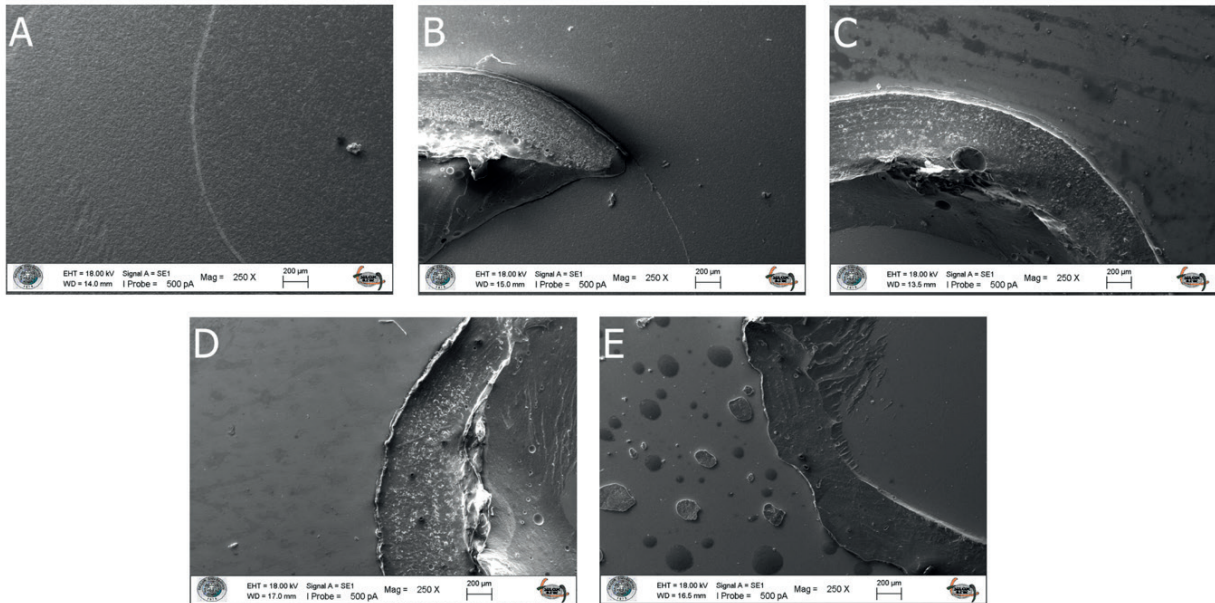 A
EHT = 18.00 kV Signal A = SE1 Mag = 250 X 200 µm
WD = 14.0 mm I Probe = 500 pA
B
EHT = 18.00 kV Signal A = SE1 Mag = 250 X 200 µm
WD = 15.0 mm I Probe = 500 pA
C
EHT = 18.00 kV Signal A = SE1 Mag = 250 X 200 µm
WD = 13.5 mm I Probe = 500 pA
D
EHT = 18.00 kV Signal A = SE1 Mag = 250 X 200 µm
WD = 17.0 mm I Probe = 500 pA
E
EHT = 18.00 kV Signal A = SE1 Mag = 250 X 200 µm
WD = 16.5 mm I Probe = 500 pA